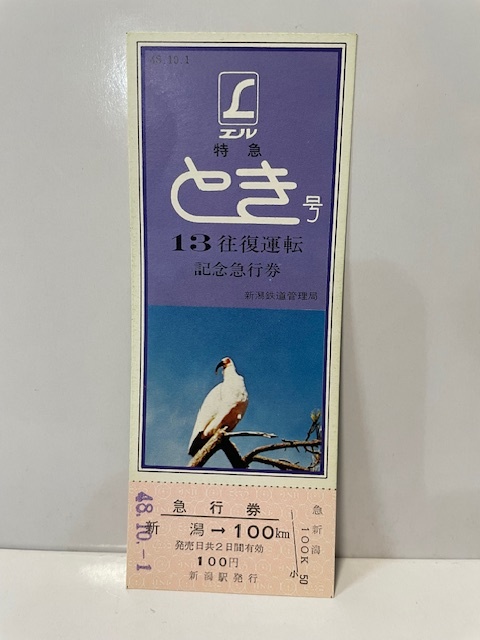 48.10.1
L
エル
特急
とき号
13往復運転
記念急行券
新潟鉄道管理局
48.10.-1
急行券
新潟→100km
発売日共2日間有効
100円
新潟駅発行
急新潟
100K
小 50